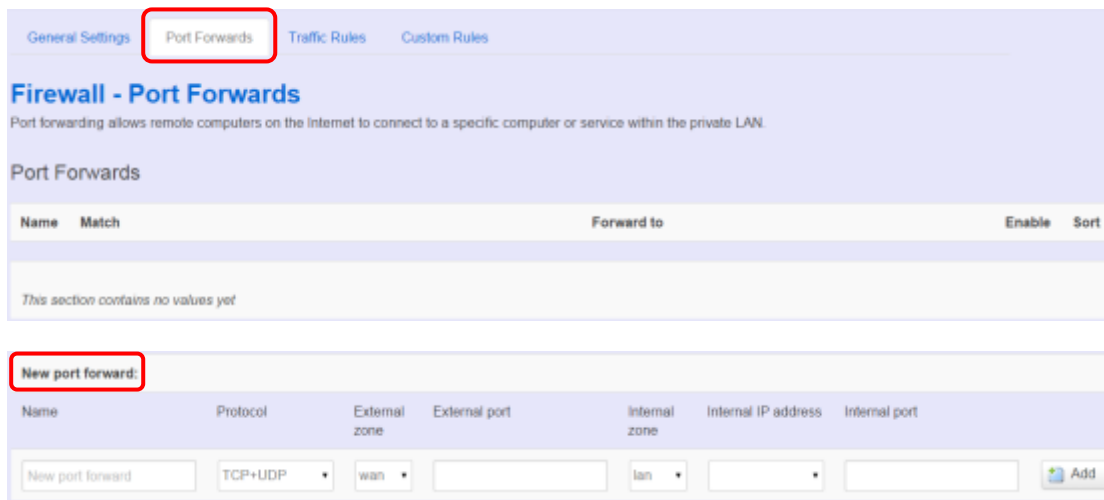 General Settings Port Forwards Traffic Rules Custom Rules
Firewall - Port Forwards
Port forwarding allows remote computers on the Internet to connect to a specific computer or service within the private LAN.
Port Forwards
Name Match Forward to Enable Sort
This section contains no values yet
New port forward:
Name Protocol External zone External port Internal zone Internal IP address Internal port
New port forward TCP+UDP wan lan Add